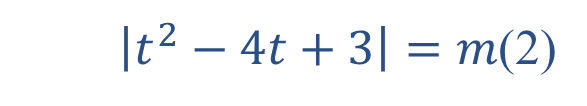 |t² − 4t + 3| = m(2)